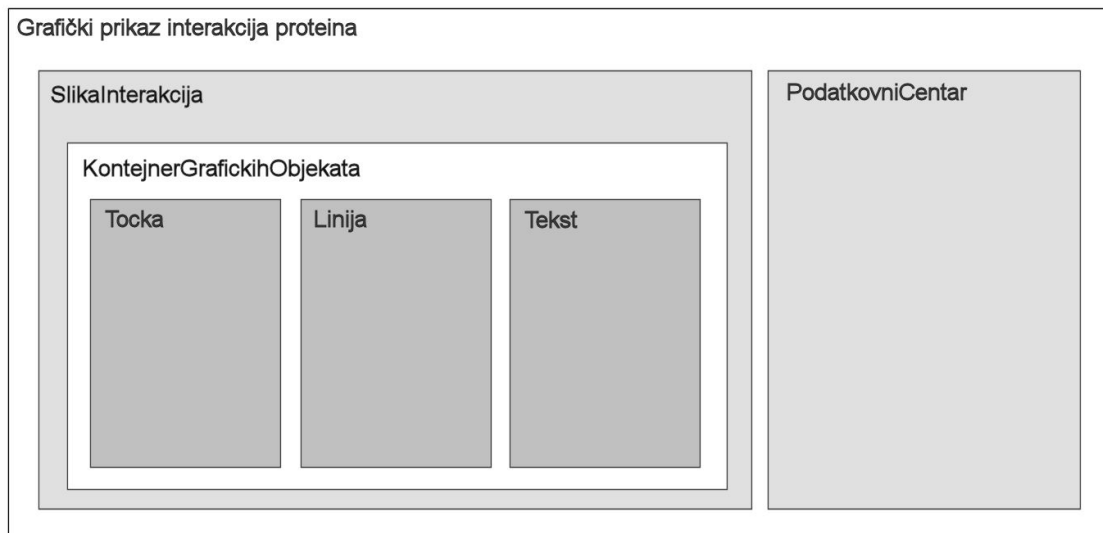 Grafički prikaz interakcija proteina
SlikaInterakcija
PodatkovniCentar
KontejnerGrafickihObjekata
Tocka
Linija
Tekst